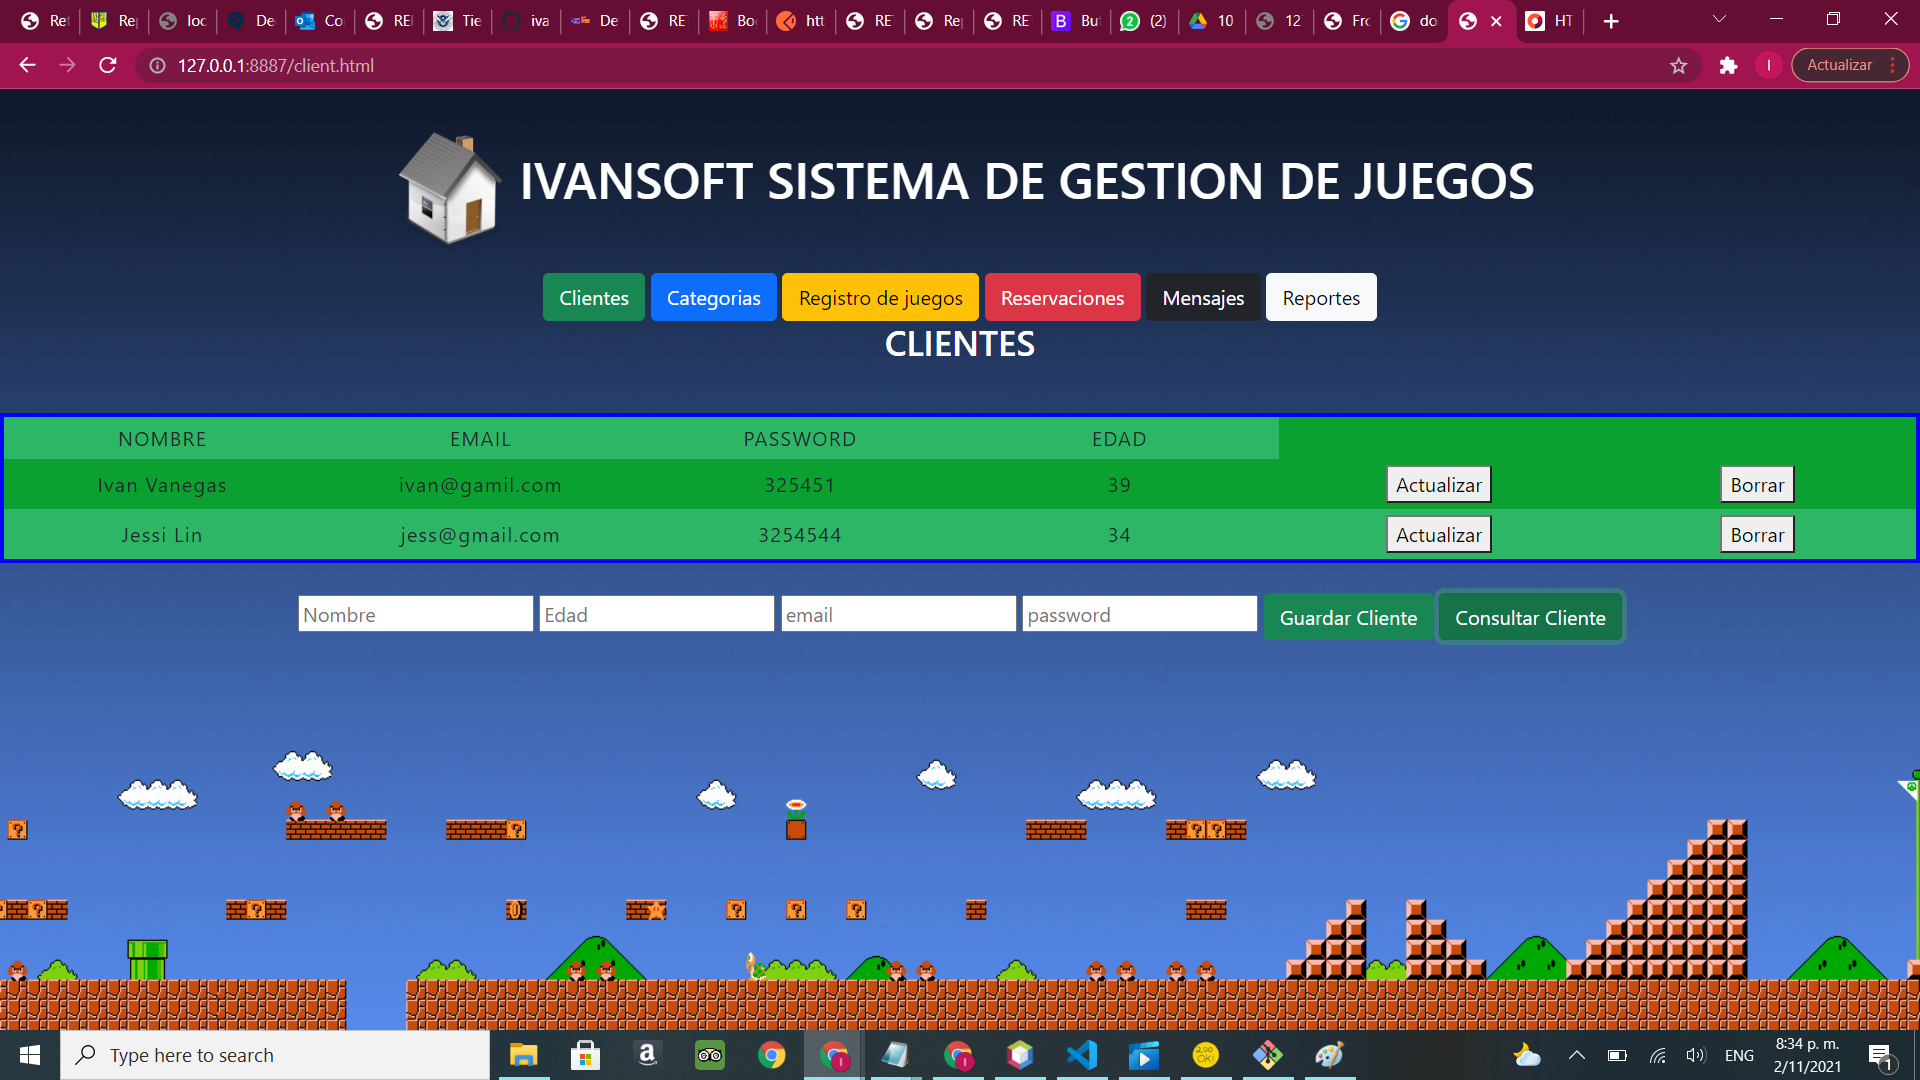 Ret
Rep
loc
De
Co
RE
Tie
iva
De
RE
Bo
htt
RE
Re
RE
Bu
(2)
10
12
Fro
do
HT
127.0.0.1:8887/client.html
I
Actualizar
IVANSOFT SISTEMA DE GESTION DE JUEGOS
Clientes Categorias Registro de juegos Reservaciones Mensajes Reportes
CLIENTES
NOMBRE EMAIL PASSWORD EDAD
Ivan Vanegas ivan@gamil.com 325451 39 Actualizar Borrar
Jessi Lin jess@gmail.com 3254544 34 Actualizar Borrar
Nombre Edad email password Guardar Cliente Consultar Cliente
Type here to search
ENG
8:34 p. m.
2/11/2021
1